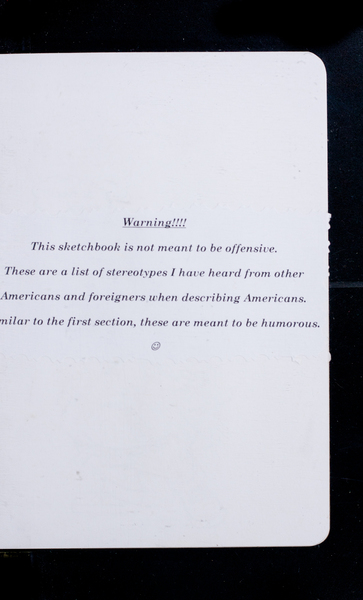 Warning!!!!
This sketchbook is not meant to be offensive.
These are a list of stereotypes I have heard from other
Americans and foreigners when describing Americans.
milar to the first section, these are meant to be humorous.
☺